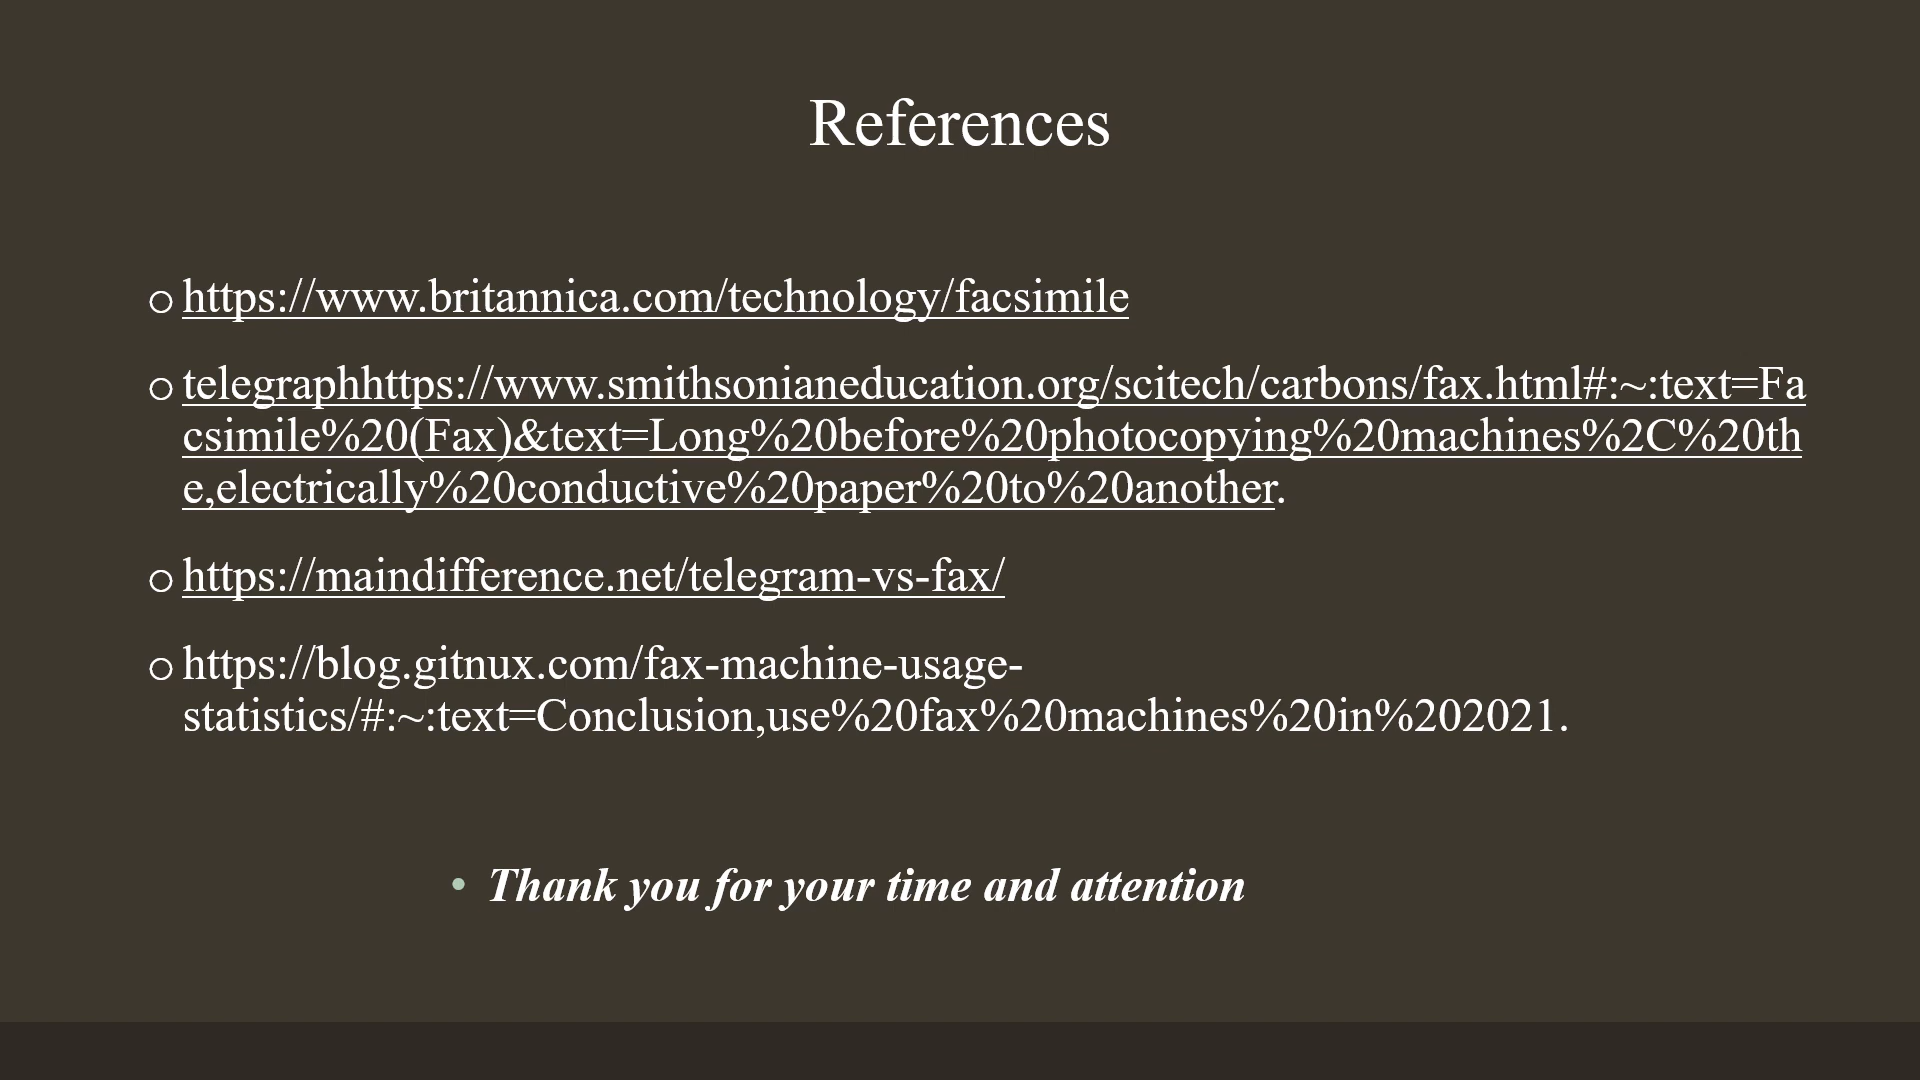 References
o https://www.britannica.com/technology/facsimile
o telegraphhttps://www.smithsonianeducation.org/scitech/carbons/fax.html#:~:text=Fa
csimile%20(Fax)&text=Long%20before%20photocopying%20machines%2C%20th
e,electrically%20conductive%20paper%20to%20another.
o https://maindifference.net/telegram-vs-fax/
o https://blog.gitnux.com/fax-machine-usage-
statistics/#:~:text=Conclusion,use%20fax%20machines%20in%202021.
• Thank you for your time and attention